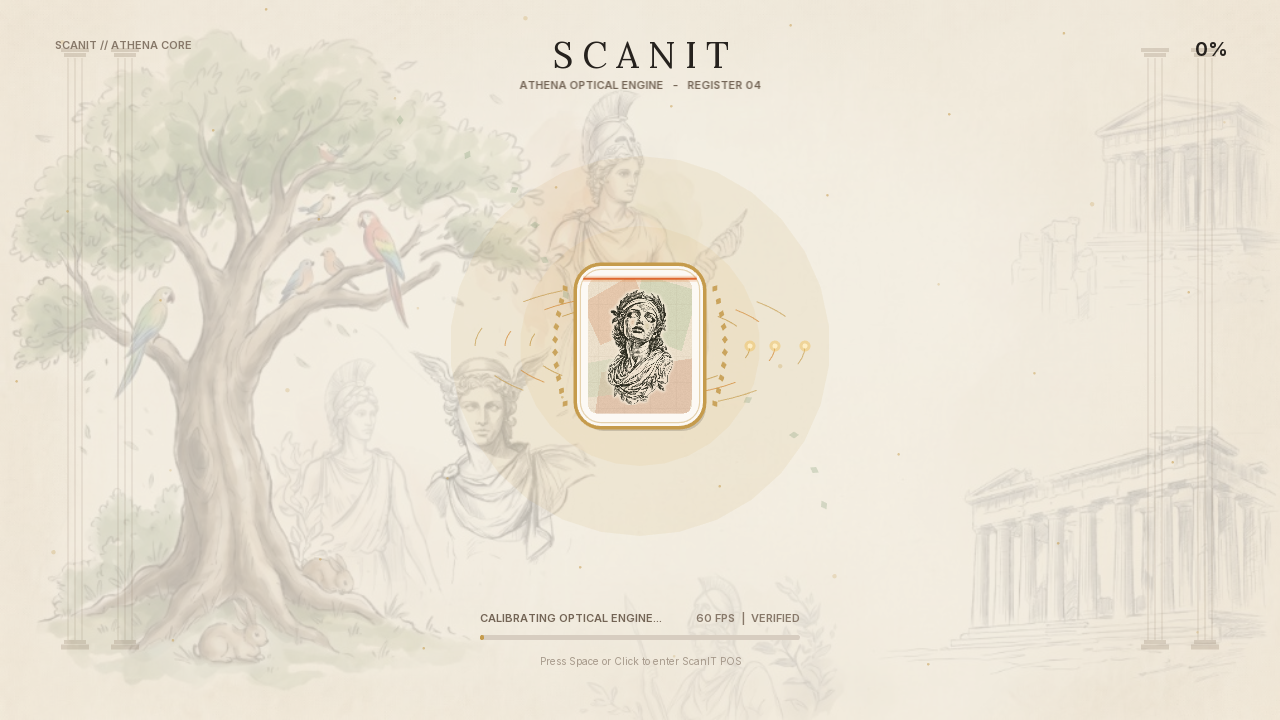 SCANIT // ATHENA CORE
SCANIT
0%
ATHENA OPTICAL ENGINE - REGISTER 04
CALIBRATING OPTICAL ENGINE... 60 FPS | VERIFIED
Press Space or Click to enter ScanIT POS